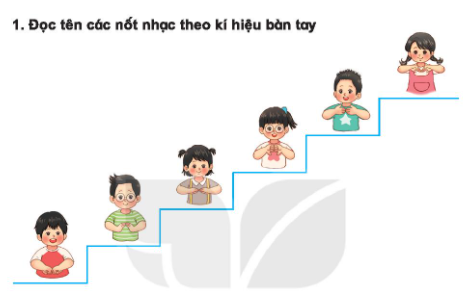 1. Đọc tên các nốt nhạc theo kí hiệu bàn tay